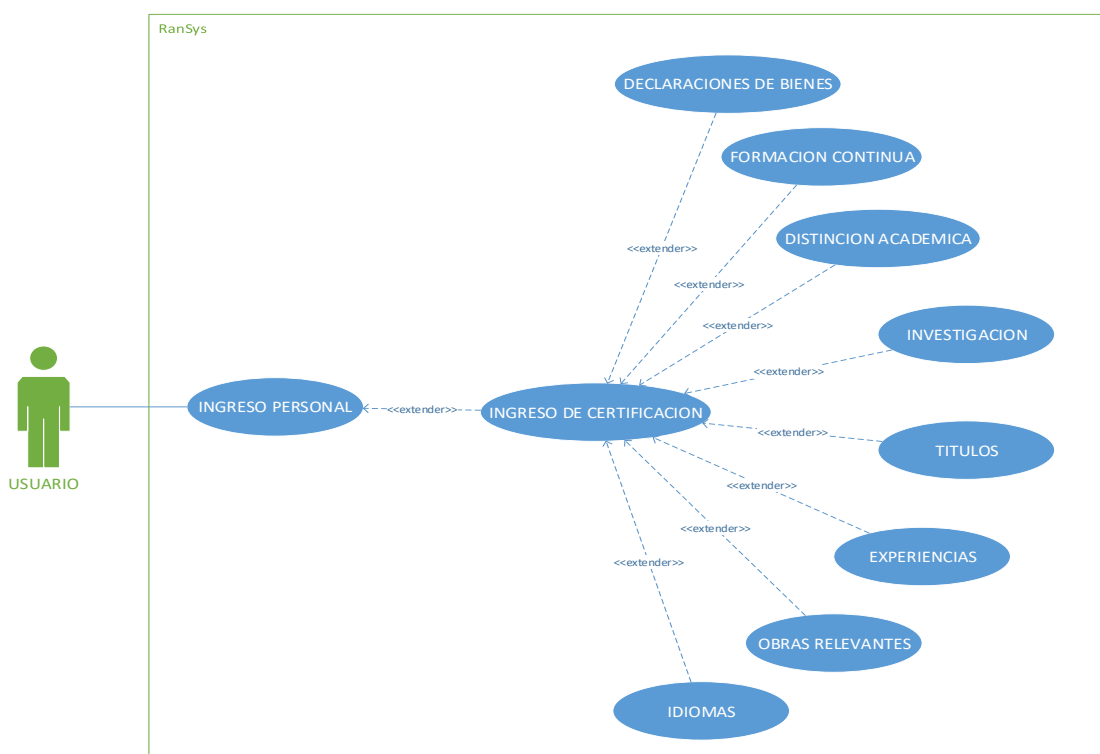 RanSys
DECLARACIONES DE BIENES
FORMACION CONTINUA
DISTINCION ACADEMICA
<<extender>>
<<extender>>
<<extender>>
INVESTIGACION
<<extender>>
INGRESO PERSONAL
<<extender>>
INGRESO DE CERTIFICACION
<<extender>>
TITULOS
USUARIO
<<extender>>
<<extender>>
EXPERIENCIAS
<<extender>>
OBRAS RELEVANTES
IDIOMAS